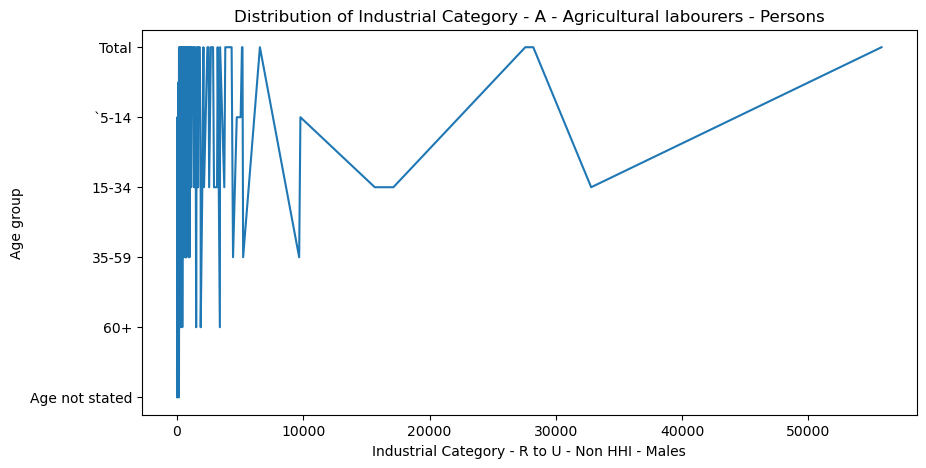 Distribution of Industrial Category - A - Agricultural labourers - Persons
Total
`5-14
15-34
35-59
60+
Age not stated
Age group
0
10000
20000
30000
40000
50000
Industrial Category - R to U - Non HHI - Males